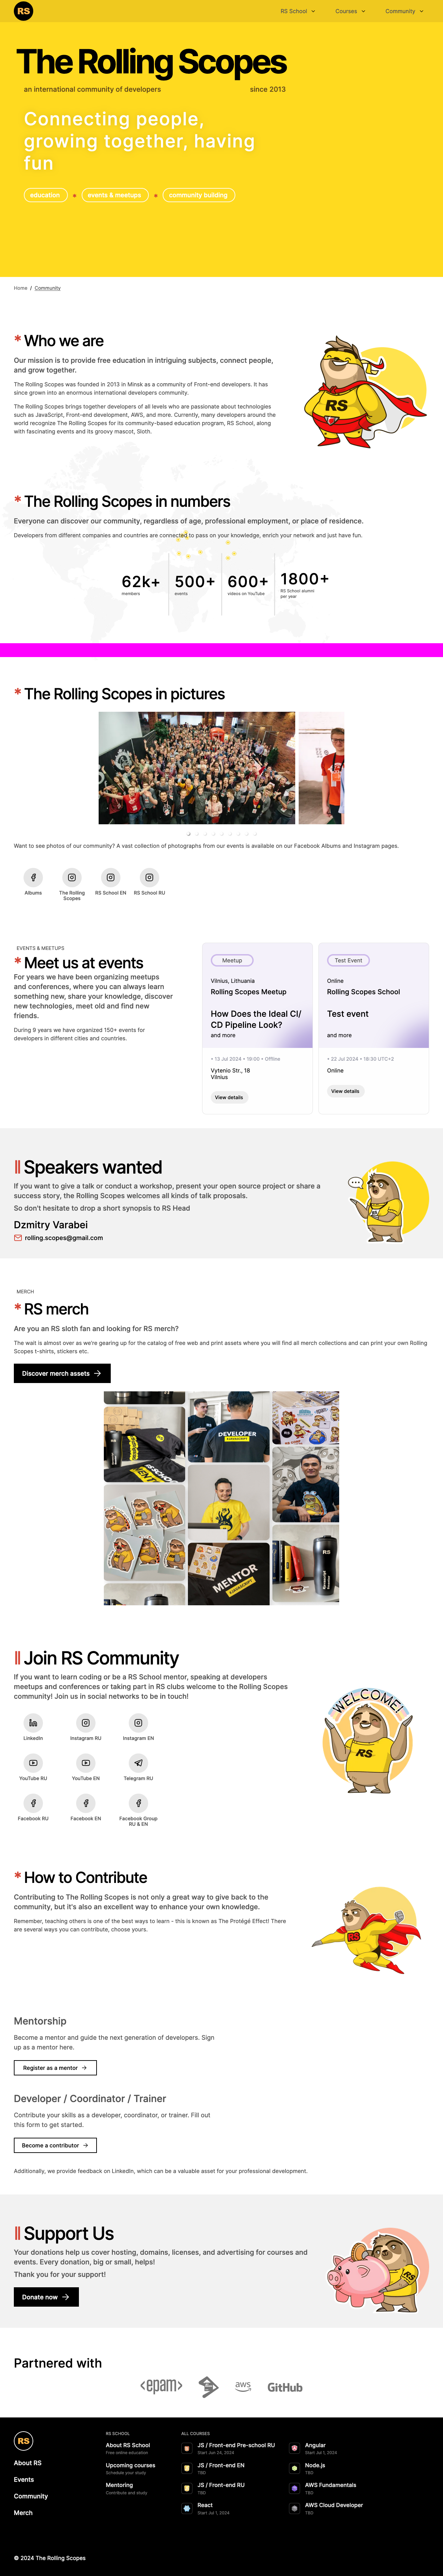 RS
RS School
Courses
Community
The Rolling Scopes
an international community of developers
since 2013
Connecting people,
growing together, having
fun
education
events & meetups
community building
Home / Community
* Who we are
Our mission is to provide free education in intriguing subjects, connect people,
and grow together.
The Rolling Scopes was founded in 2013 in Minsk as a community of Front-end developers. It has
since grown into an enormous international developers community.
The Rolling Scopes brings together developers of all levels who are passionate about technologies
such as JavaScript, Front-end development, AWS, and more. Currently, many developers around the
world recognize The Rolling Scopes for its community-based education program, RS School, along
with fascinating events and its groovy mascot, Sloth.
RS
* The Rolling Scopes in numbers
Everyone can discover our community, regardless of age, professional employment, or place of residence.
Developers from different companies and countries are connected to pass on your knowledge, enrich your network and just have fun.
62k+
members
500+
events
600+
videos on YouTube
1800+
RS School alumni
per year
* The Rolling Scopes in pictures
Want to see photos of our community? A vast collection of photographs from our events is available on our Facebook Albums and Instagram pages.
Albums
The Rolling
Scopes
RS School EN
RS School RU
EVENTS & MEETUPS
* Meet us at events
For years we have been organizing meetups
and conferences, where you can always learn
something new, share your knowledge, discover
new technologies, meet old and find new
friends.
During 9 years we have organized 150+ events for
developers in different cities and countries.
Meetup
Vilnius, Lithuania
Rolling Scopes Meetup
How Does the Ideal CI/
CD Pipeline Look?
and more
• 13 Jul 2024 • 19:00 • Offline
Vytenio Str., 18
Vilnius
View details
Test Event
Online
Rolling Scopes School
Test event
and more
• 22 Jul 2024 • 18:30 UTC+2
Online
View details
Speakers wanted
If you want to give a talk or conduct a workshop, present your open source project or share a
success story, the Rolling Scopes welcomes all kinds of talk proposals.
So don't hesitate to drop a short synopsis to RS Head
Dzmitry Varabei
rolling.scopes@gmail.com
MERCH
* RS merch
Are you an RS sloth fan and looking for RS merch?
The wait is almost over as we're gearing up for the catalog of free web and print assets where you will find all merch collections and can print your own Rolling
Scopes t-shirts, stickers etc.
Discover merch assets
DEVELOPER
MENTOR
RS
Join RS Community
If you want to learn coding or be a RS School mentor, speaking at developers
meetups and conferences or taking part in RS clubs welcome to the Rolling Scopes
community! Join us in social networks to be in touch!
LinkedIn
Instagram RU
Instagram EN
YouTube RU
YouTube EN
Telegram RU
Facebook RU
Facebook EN
Facebook Group
RU & EN
WELCOME!
RS
* How to Contribute
Contributing to The Rolling Scopes is not only a great way to give back to the
community, but it's also an excellent way to enhance your own knowledge.
Remember, teaching others is one of the best ways to learn - this is known as The Protégé Effect! There
are several ways you can contribute, choose yours.
Mentorship
Become a mentor and guide the next generation of developers. Sign
up as a mentor here.
Register as a mentor
Developer / Coordinator / Trainer
Contribute your skills as a developer, coordinator, or trainer. Fill out
this form to get started.
Become a contributor
Additionally, we provide feedback on LinkedIn, which can be a valuable asset for your professional development.
Support Us
Your donations help us cover hosting, domains, licenses, and advertising for courses and
events. Every donation, big or small, helps!
Thank you for your support!
Donate now
Partnered with
<epam>
aws
GitHub
RS
About RS
Events
Community
Merch
RS SCHOOL
About RS School
Free online education
Upcoming courses
Schedule your study
Mentoring
Contribute and study
ALL COURSES
JS / Front-end Pre-school RU
Start Jun 24, 2024
JS / Front-end EN
TBD
JS / Front-end RU
TBD
React
Start Jul 1, 2024
Angular
Start Jul 1, 2024
Node.js
TBD
AWS Fundamentals
TBD
AWS Cloud Developer
TBD
© 2024 The Rolling Scopes